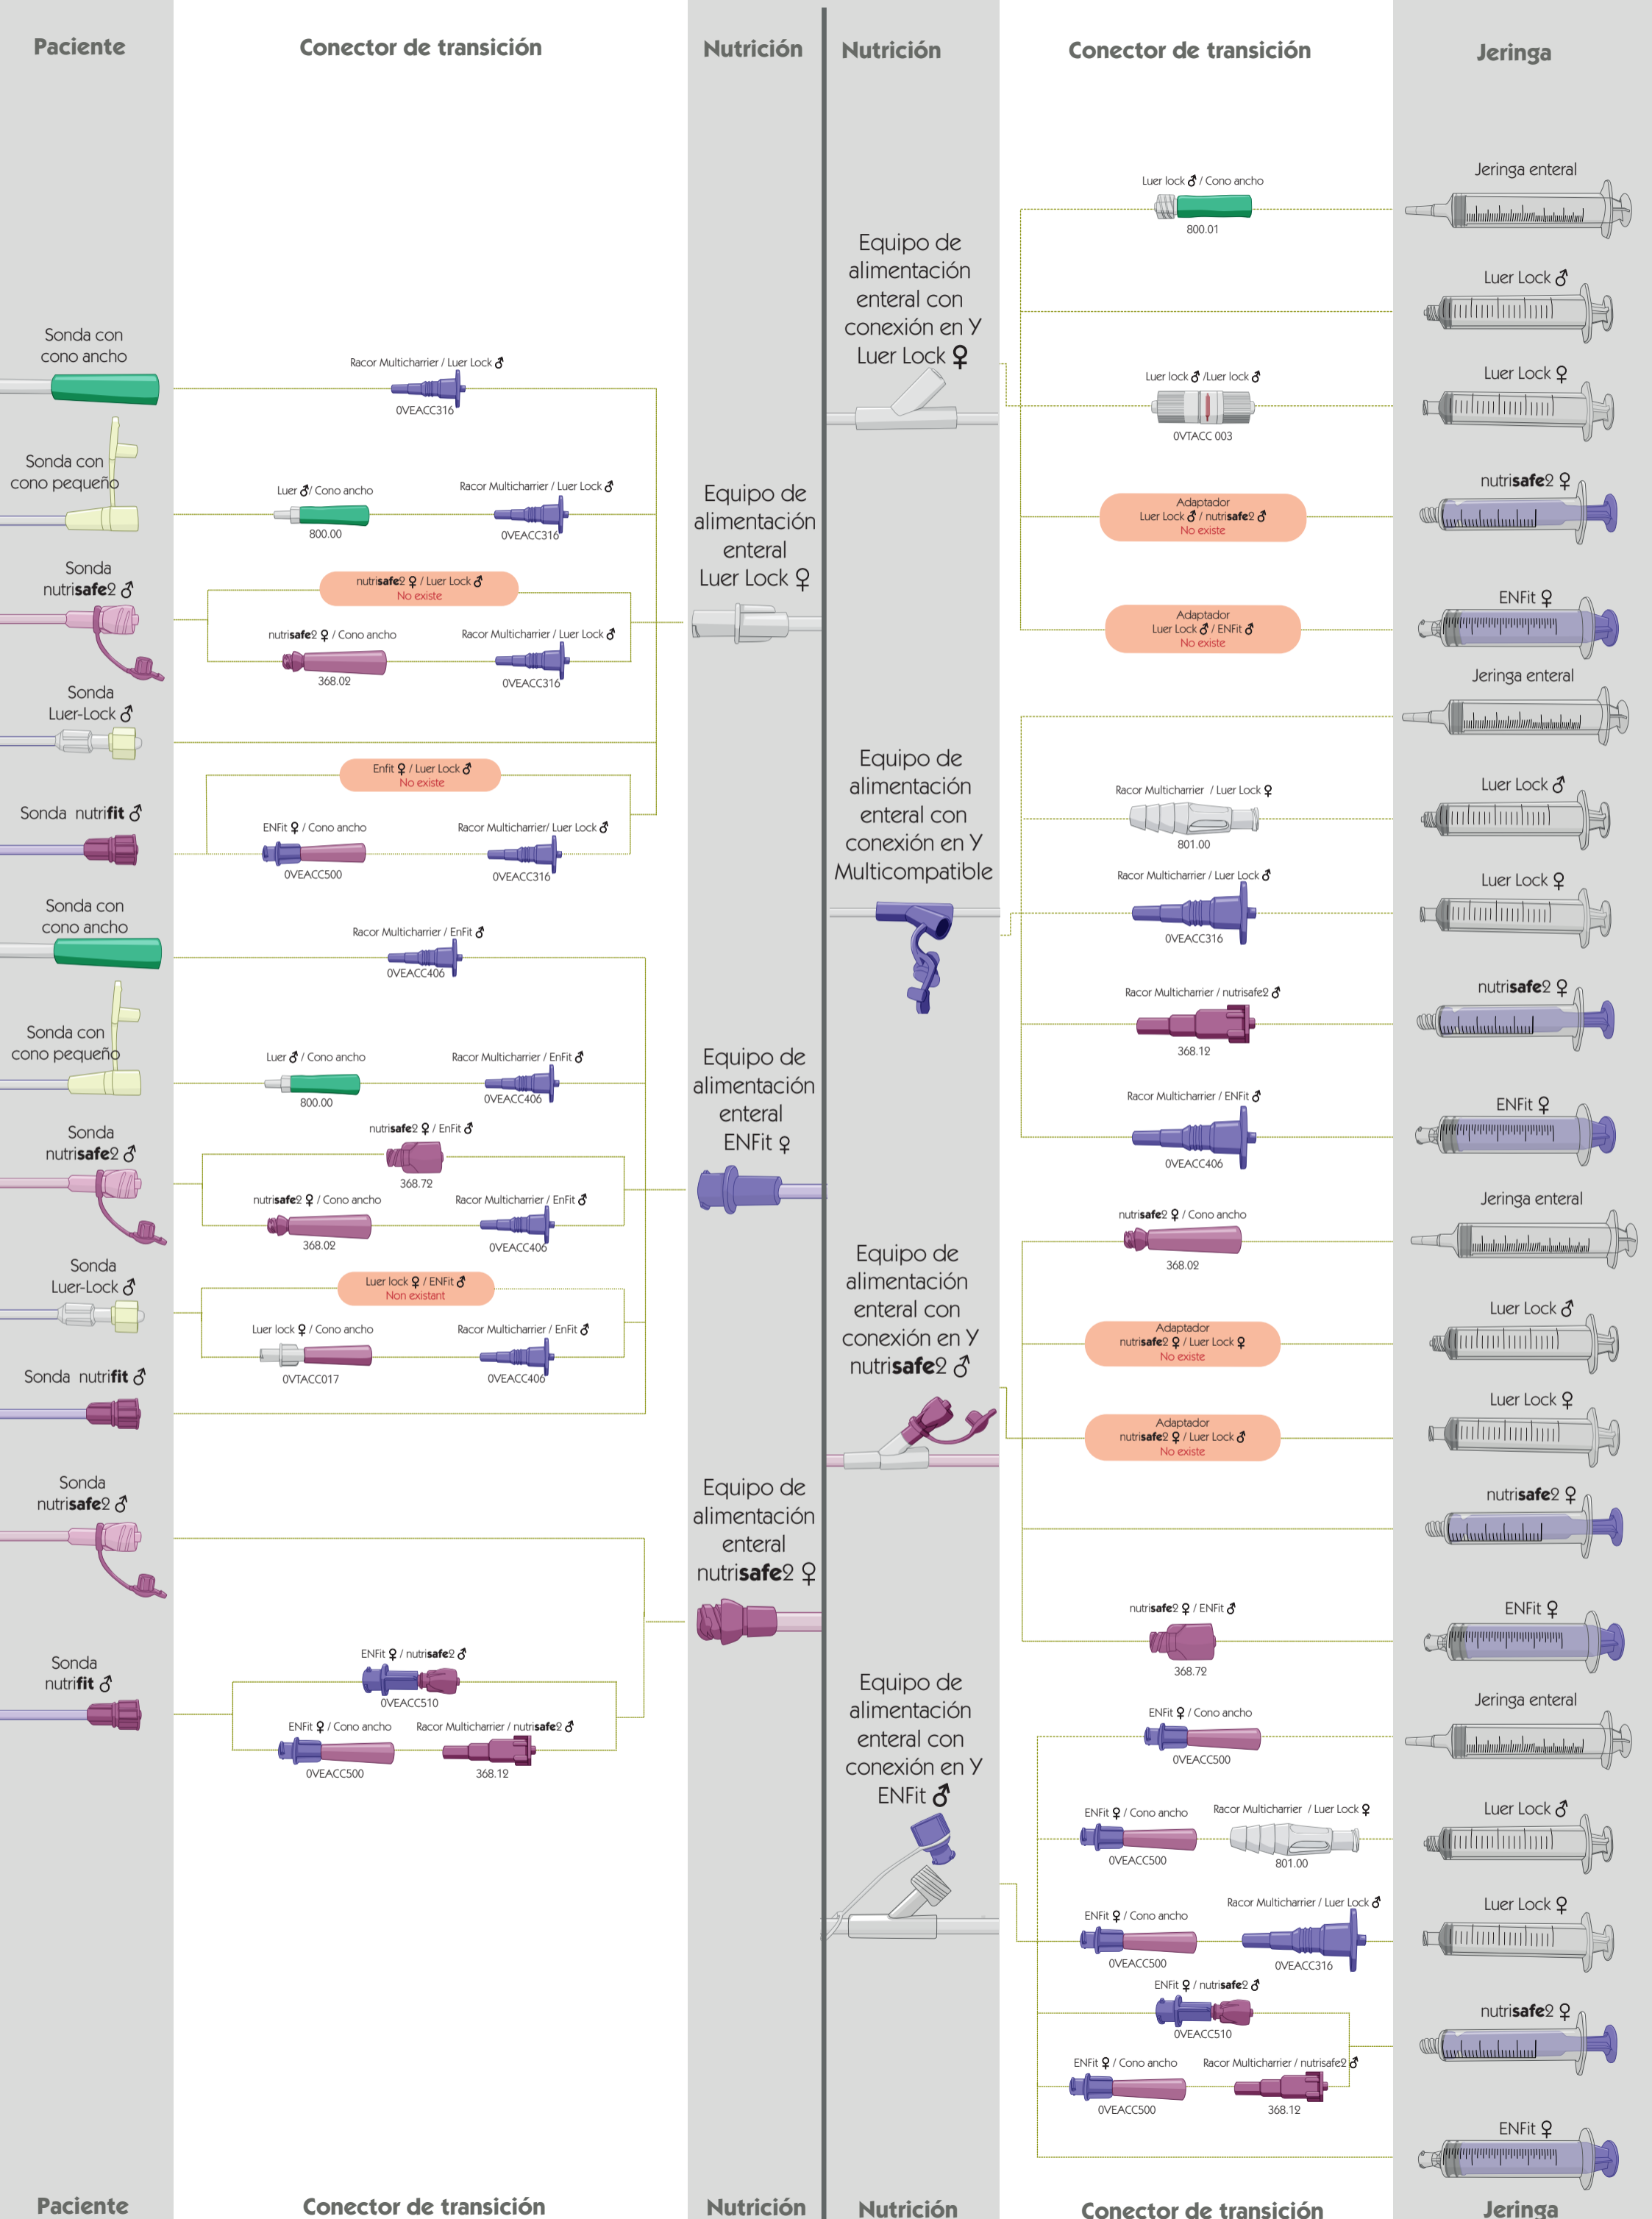 Paciente
Conector de transición
Nutrición
Sonda con
cono ancho
Racor Multicharrier / Luer Lock ♂
0VEACC316
Sonda con
cono pequeño
Luer ♂/ Cono ancho
800.00
Racor Multicharrier / Luer Lock ♂
0VEACC316
Sonda
nutrisafe2 ♂
nutrisafe2 ♀ / Luer Lock ♂
No existe
nutrisafe2 ♀ / Cono ancho
368.02
Racor Multicharrier / Luer Lock ♂
0VEACC316
Sonda
Luer-Lock ♂
Enfit ♀ / Luer Lock ♂
No existe
Sonda nutrifit ♂
ENFit ♀ / Cono ancho
0VEACC500
Racor Multicharrier/ Luer Lock ♂
0VEACC316
Equipo de
alimentación
enteral
Luer Lock ♀
Sonda con
cono ancho
Racor Multicharrier / EnFit ♂
0VEACC406
Sonda con
cono pequeño
Luer ♂ / Cono ancho
800.00
Racor Multicharrier / EnFit ♂
0VEACC406
Sonda
nutrisafe2 ♂
nutrisafe2 ♀ / EnFit ♂
368.72
nutrisafe2 ♀ / Cono ancho
368.02
Racor Multicharrier / EnFit ♂
0VEACC406
Sonda
Luer-Lock ♂
Luer lock ♀ / ENFit ♂
Non existant
Luer lock ♀ / Cono ancho
0VTACC017
Racor Multicharrier / EnFit ♂
0VEACC406
Sonda nutrifit ♂
Equipo de
alimentación
enteral
ENFit ♀
Sonda
nutrisafe2 ♂
Sonda
nutrifit ♂
ENFit ♀ / nutrisafe2 ♂
0VEACC510
ENFit ♀ / Cono ancho
0VEACC500
Racor Multicharrier / nutrisafe2 ♂
368.12
Equipo de
alimentación
enteral
nutrisafe2 ♀
Paciente
Conector de transición
Nutrición
Nutrición
Conector de transición
Jeringa
Equipo de
alimentación
enteral con
conexión en Y
Luer Lock ♀
Luer lock ♂ / Cono ancho
800.01
Jeringa enteral
Luer Lock ♂
Luer lock ♂ /Luer lock ♂
0VTACC 003
Luer Lock ♀
Adaptador
Luer Lock ♂ / nutrisafe2 ♂
No existe
nutrisafe2 ♀
Adaptador
Luer Lock ♂ / ENFit ♂
No existe
ENFit ♀
Equipo de
alimentación
enteral con
conexión en Y
Multicompatible
Jeringa enteral
Racor Multicharrier / Luer Lock ♀
801.00
Luer Lock ♂
Racor Multicharrier / Luer Lock ♂
0VEACC316
Luer Lock ♀
Racor Multicharrier / nutrisafe2 ♂
368.12
nutrisafe2 ♀
Racor Multicharrier / ENFit ♂
0VEACC406
ENFit ♀
Equipo de
alimentación
enteral con
conexión en Y
nutrisafe2 ♂
nutrisafe2 ♀ / Cono ancho
368.02
Jeringa enteral
Adaptador
nutrisafe2 ♀ / Luer Lock ♀
No existe
Luer Lock ♂
Adaptador
nutrisafe2 ♀ / Luer Lock ♂
No existe
Luer Lock ♀
nutrisafe2 ♀
nutrisafe2 ♀ / ENFit ♂
368.72
ENFit ♀
Equipo de
alimentación
enteral con
conexión en Y
ENFit ♂
ENFit ♀ / Cono ancho
0VEACC500
Jeringa enteral
ENFit ♀ / Cono ancho
0VEACC500
Racor Multicharrier / Luer Lock ♀
801.00
Luer Lock ♂
ENFit ♀ / Cono ancho
0VEACC500
Racor Multicharrier / Luer Lock ♂
0VEACC316
Luer Lock ♀
ENFit ♀ / nutrisafe2 ♂
0VEACC510
ENFit ♀ / Cono ancho
0VEACC500
Racor Multicharrier / nutrisafe2 ♂
368.12
nutrisafe2 ♀
ENFit ♀
Nutrición
Conector de transición
Jeringa